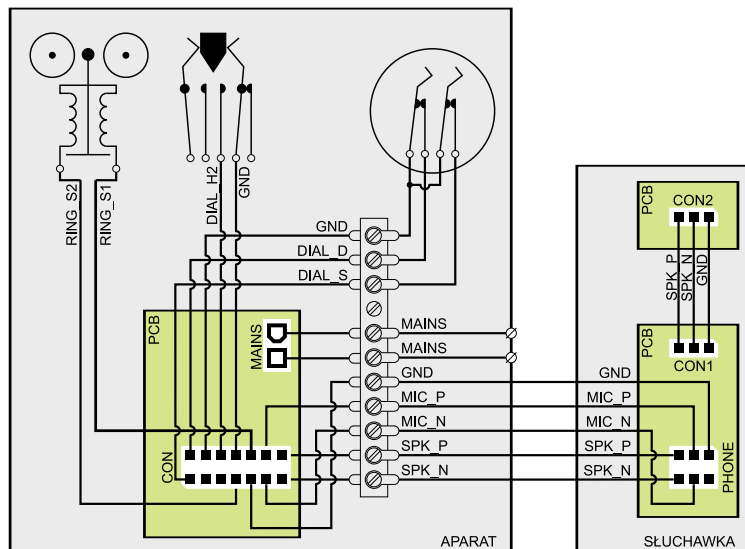 RING_S2
RING_S1
DIAL_H2
GND
GND
DIAL_D
DIAL_S
PCB
MAINS
MAINS
MAINS
GND
MIC_P
MIC_N
SPK_P
SPK_N
CON
APARAT
PCB
CON2
SPK_P
SPK_N
GND
PCB
CON1
GND
MIC_P
MIC_N
SPK_P
SPK_N
PHONE
SŁUCHAWKA